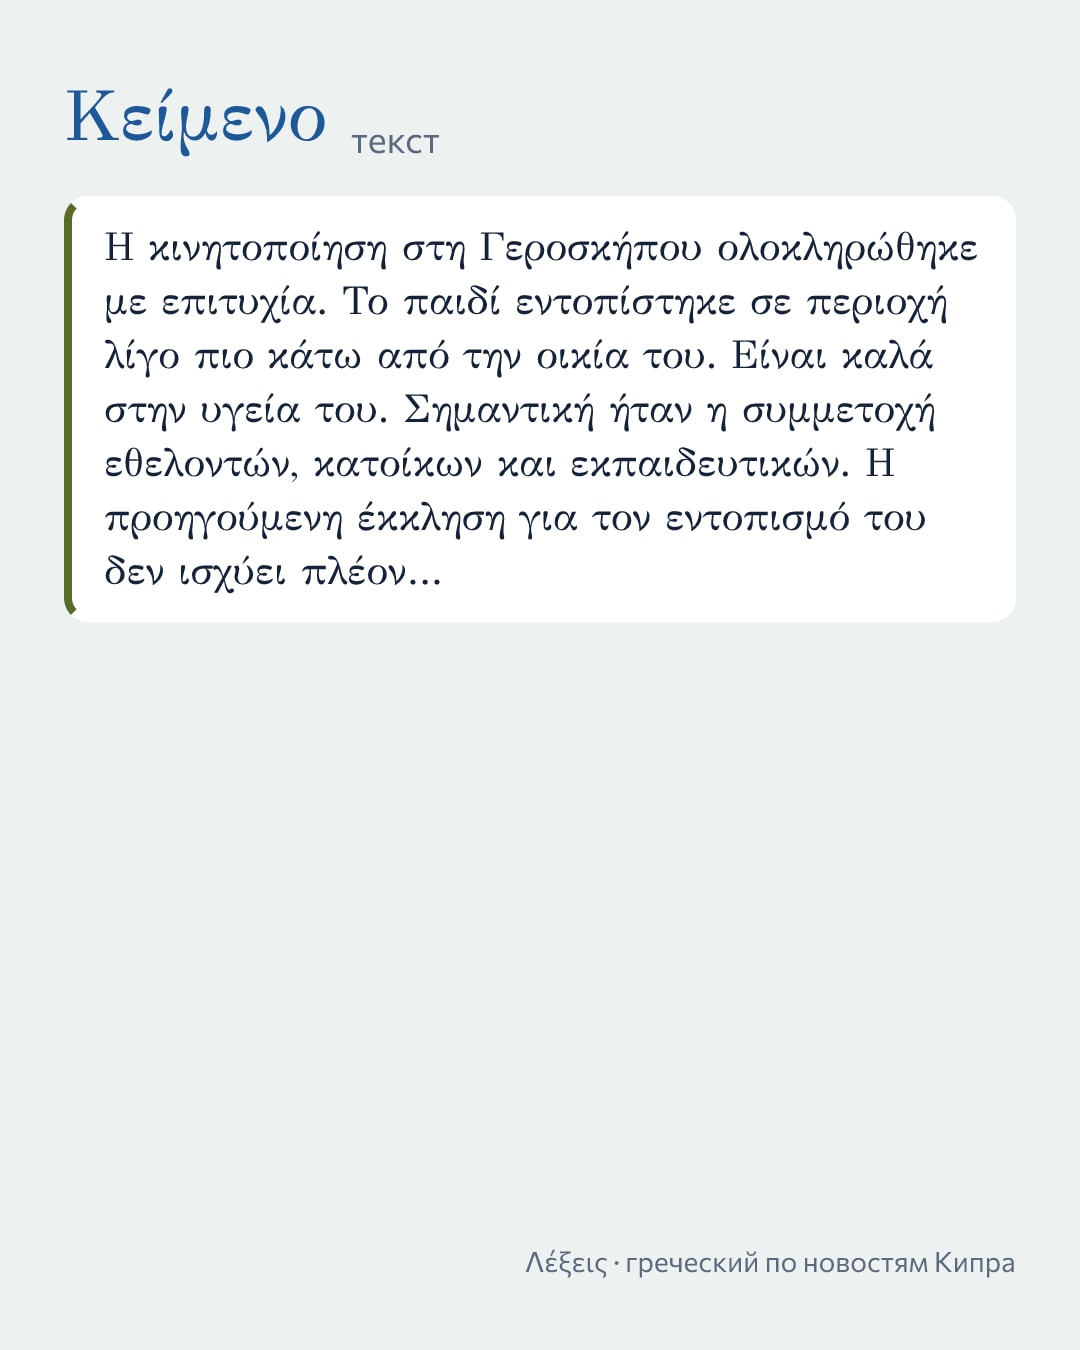 Κείμενο текст
Η κινητοποίηση στη Γεροσκήπου ολοκληρώθηκε
με επιτυχία. Το παιδί εντοπίστηκε σε περιοχή
λίγο πιο κάτω από την οικία του. Είναι καλά
στην υγεία του. Σημαντική ήταν η συμμετοχή
εθελοντών, κατοίκων και εκπαιδευτικών. Η
προηγούμενη έκκληση για τον εντοπισμό του
δεν ισχύει πλέον...
Λέξεις · греческий по новостям Кипра